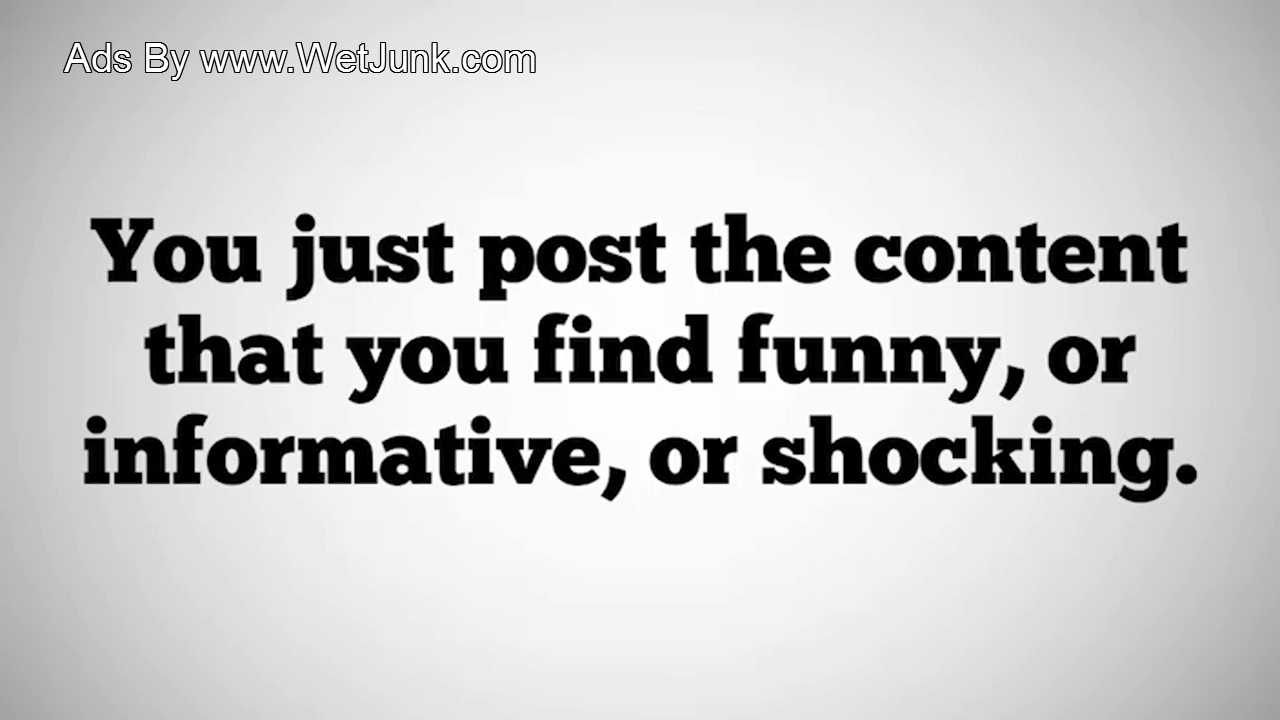 Ads By www.WetJunk.com
You just post the content
that you find funny, or
informative, or shocking.